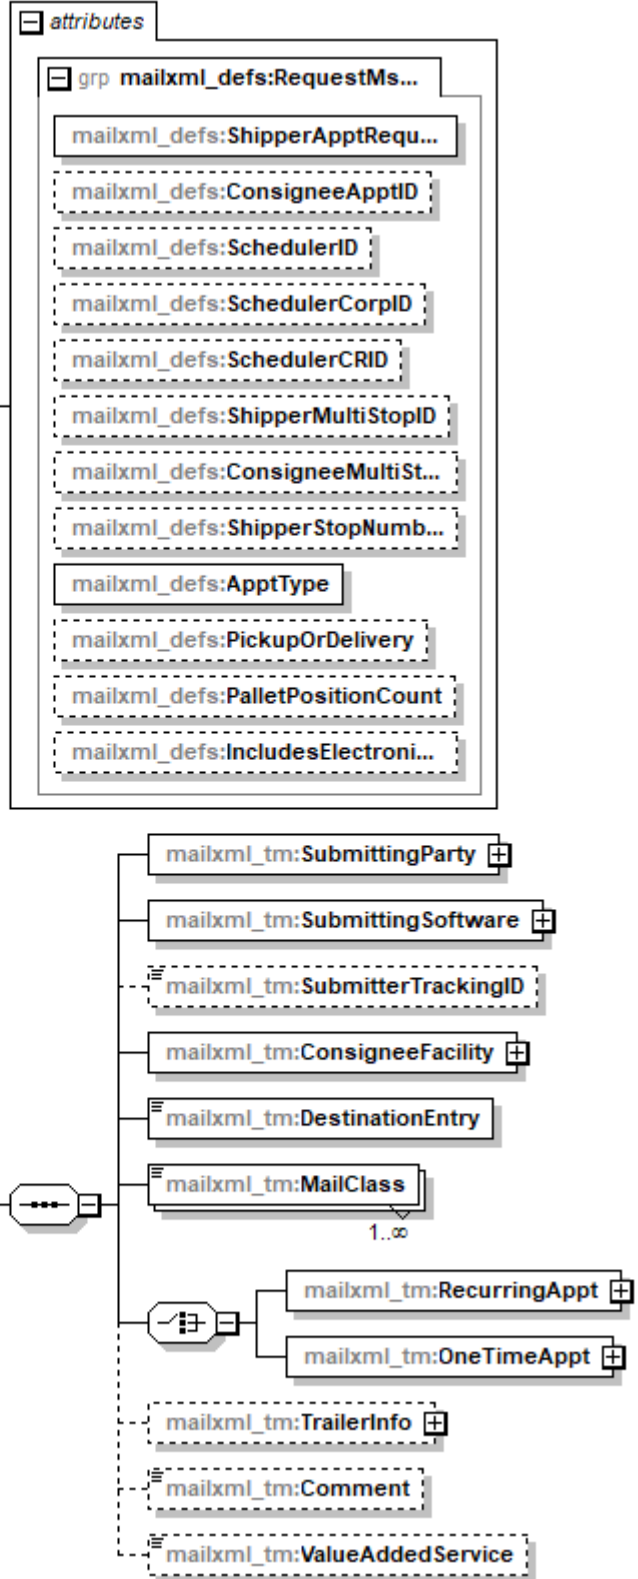 attributes
grp mailxml_defs:RequestMs...
mailxml_defs:ShipperApptRequ...
mailxml_defs:ConsigneeApptID
mailxml_defs:SchedulerID
mailxml_defs:SchedulerCorpID
mailxml_defs:SchedulerCRID
mailxml_defs:ShipperMultiStopID
mailxml_defs:ConsigneeMultiSt...
mailxml_defs:ShipperStopNumb...
mailxml_defs:ApptType
mailxml_defs:PickupOrDelivery
mailxml_defs:PalletPositionCount
mailxml_defs:IncludesElectroni...
mailxml_tm:SubmittingParty
mailxml_tm:SubmittingSoftware
mailxml_tm:SubmitterTrackingID
mailxml_tm:ConsigneeFacility
mailxml_tm:DestinationEntry
mailxml_tm:MailClass
1..∞
mailxml_tm:RecurringAppt
mailxml_tm:OneTimeAppt
mailxml_tm:TrailerInfo
mailxml_tm:Comment
mailxml_tm:ValueAddedService